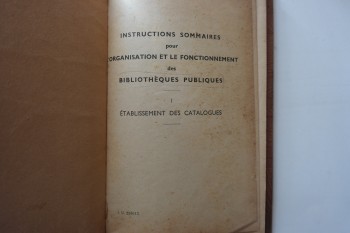 INSTRUCTIONS SOMMAIRES
pour
L'ORGANISATION ET LE FONCTIONNEMENT
des
BIBLIOTHÈQUES PUBLIQUES
I
ÉTABLISSEMENT DES CATALOGUES